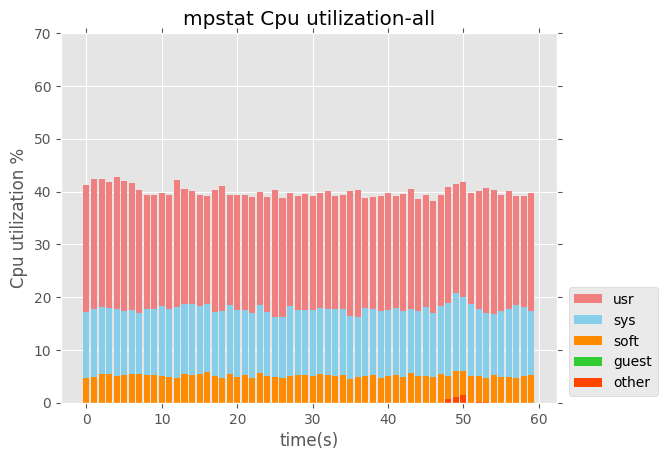 mpstat Cpu utilization-all
70
60
50
40
30
20
10
0
Cpu utilization %
0 10 20 30 40 50 60
time(s)
usr
sys
soft
guest
other